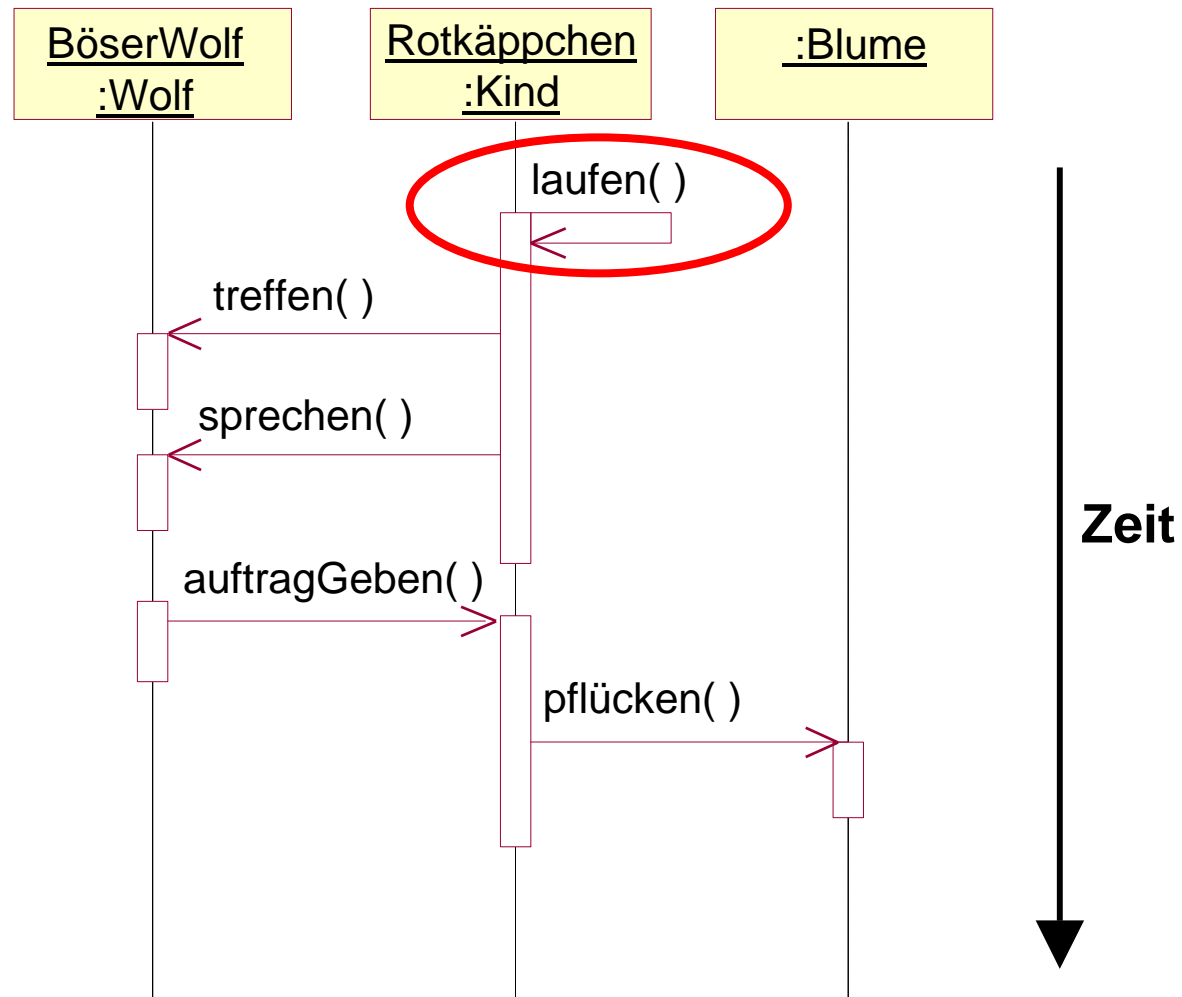 BöserWolf
:Wolf
Rotkäppchen
:Kind
:Blume
laufen( )
treffen( )
sprechen( )
Zeit
auftragGeben( )
pflücken( )